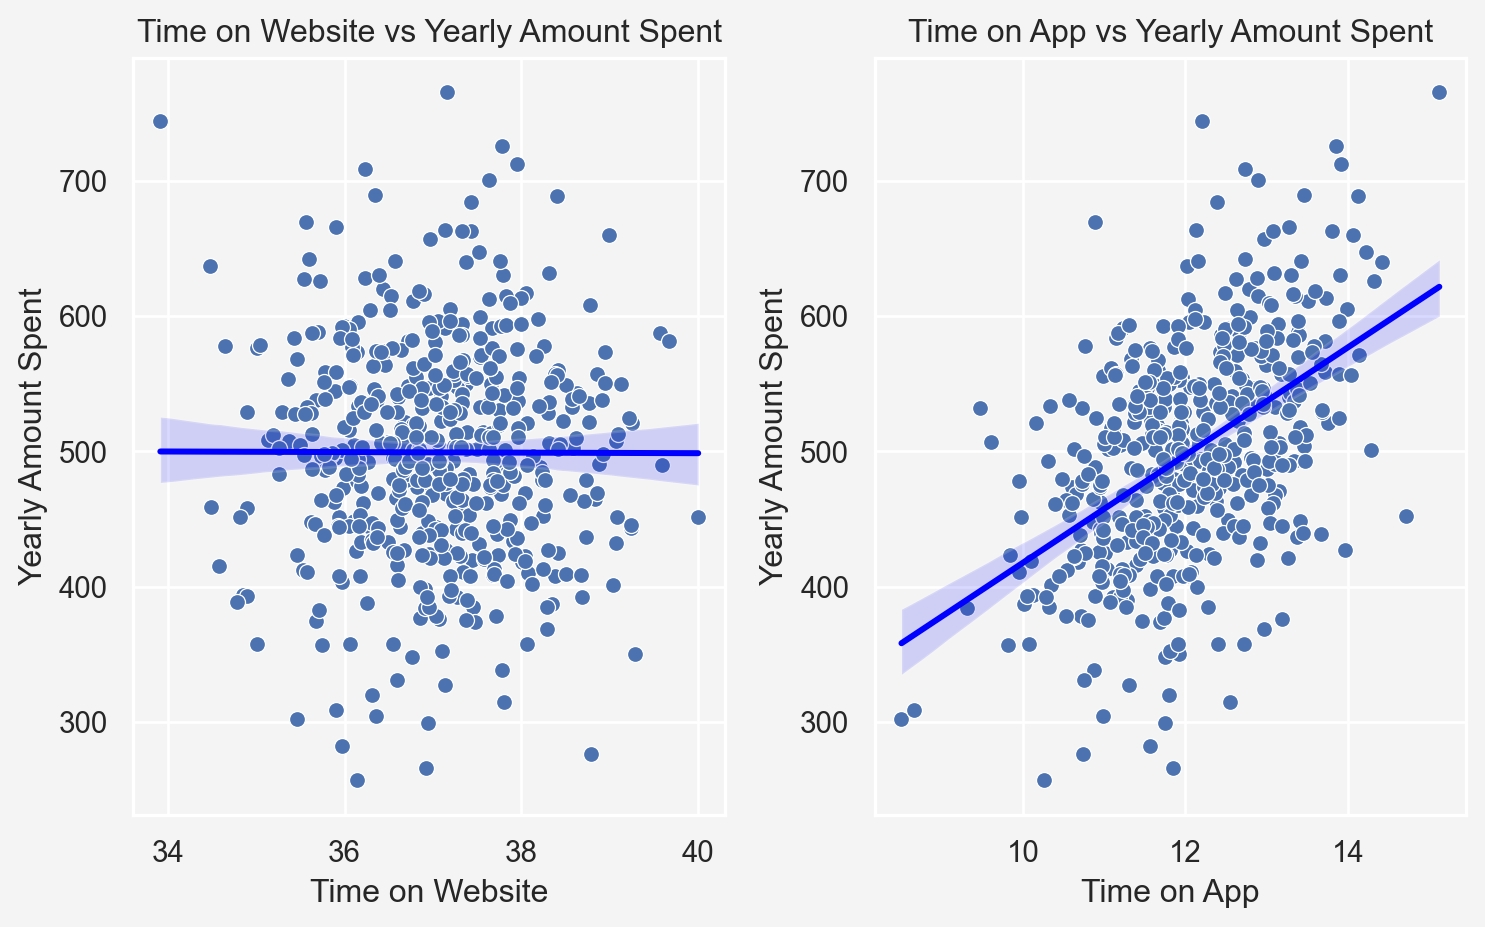 Time on Website vs Yearly Amount Spent
Yearly Amount Spent
700
600
500
400
300
34 36 38 40
Time on Website
Time on App vs Yearly Amount Spent
Yearly Amount Spent
700
600
500
400
300
10 12 14
Time on App